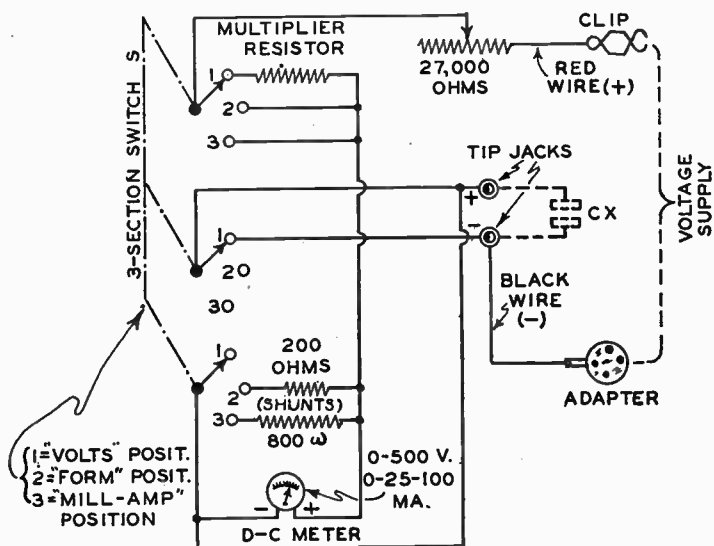 3-SECTION SWITCH S
MULTIPLIER
RESISTOR
1
2
3
27,000
OHMS
RED
WIRE(+)
CLIP
TIP JACKS
+
-
CX
VOLTAGE
SUPPLY
1
2
3
BLACK
WIRE
(-)
ADAPTER
1
2
3
200
OHMS
(SHUNTS)
800 ω
1="VOLTS" POSIT.
2="FORM" POSIT.
3="MILL-AMP"
POSITION
- +
D-C METER
0-500 V.
0-25-100
MA.